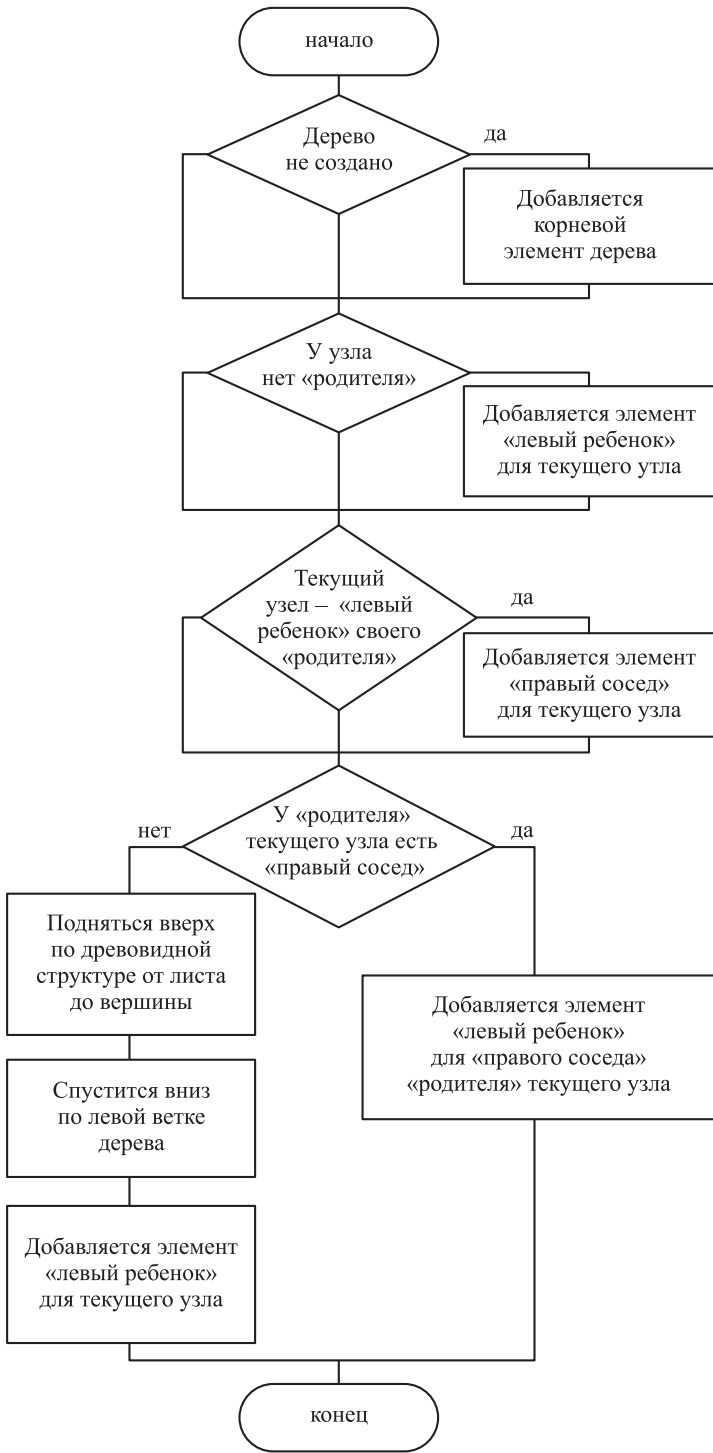 начало
Дерево
не создано
да
Добавляется
корневой
элемент дерева
У узла
нет «родителя»
Добавляется элемент
«левый ребенок»
для текущего утла
Текущий
узел – «левый
ребенок» своего
«родителя»
да
Добавляется элемент
«правый сосед»
для текущего узла
У «родителя»
текущего узла есть
«правый сосед»
нет
да
Подняться вверх
по древовидной
структуре от листа
до вершины
Добавляется элемент
«левый ребенок»
для «правого соседа»
«родителя» текущего узла
Спустится вниз
по левой ветке
дерева
Добавляется элемент
«левый ребенок»
для текущего узла
конец